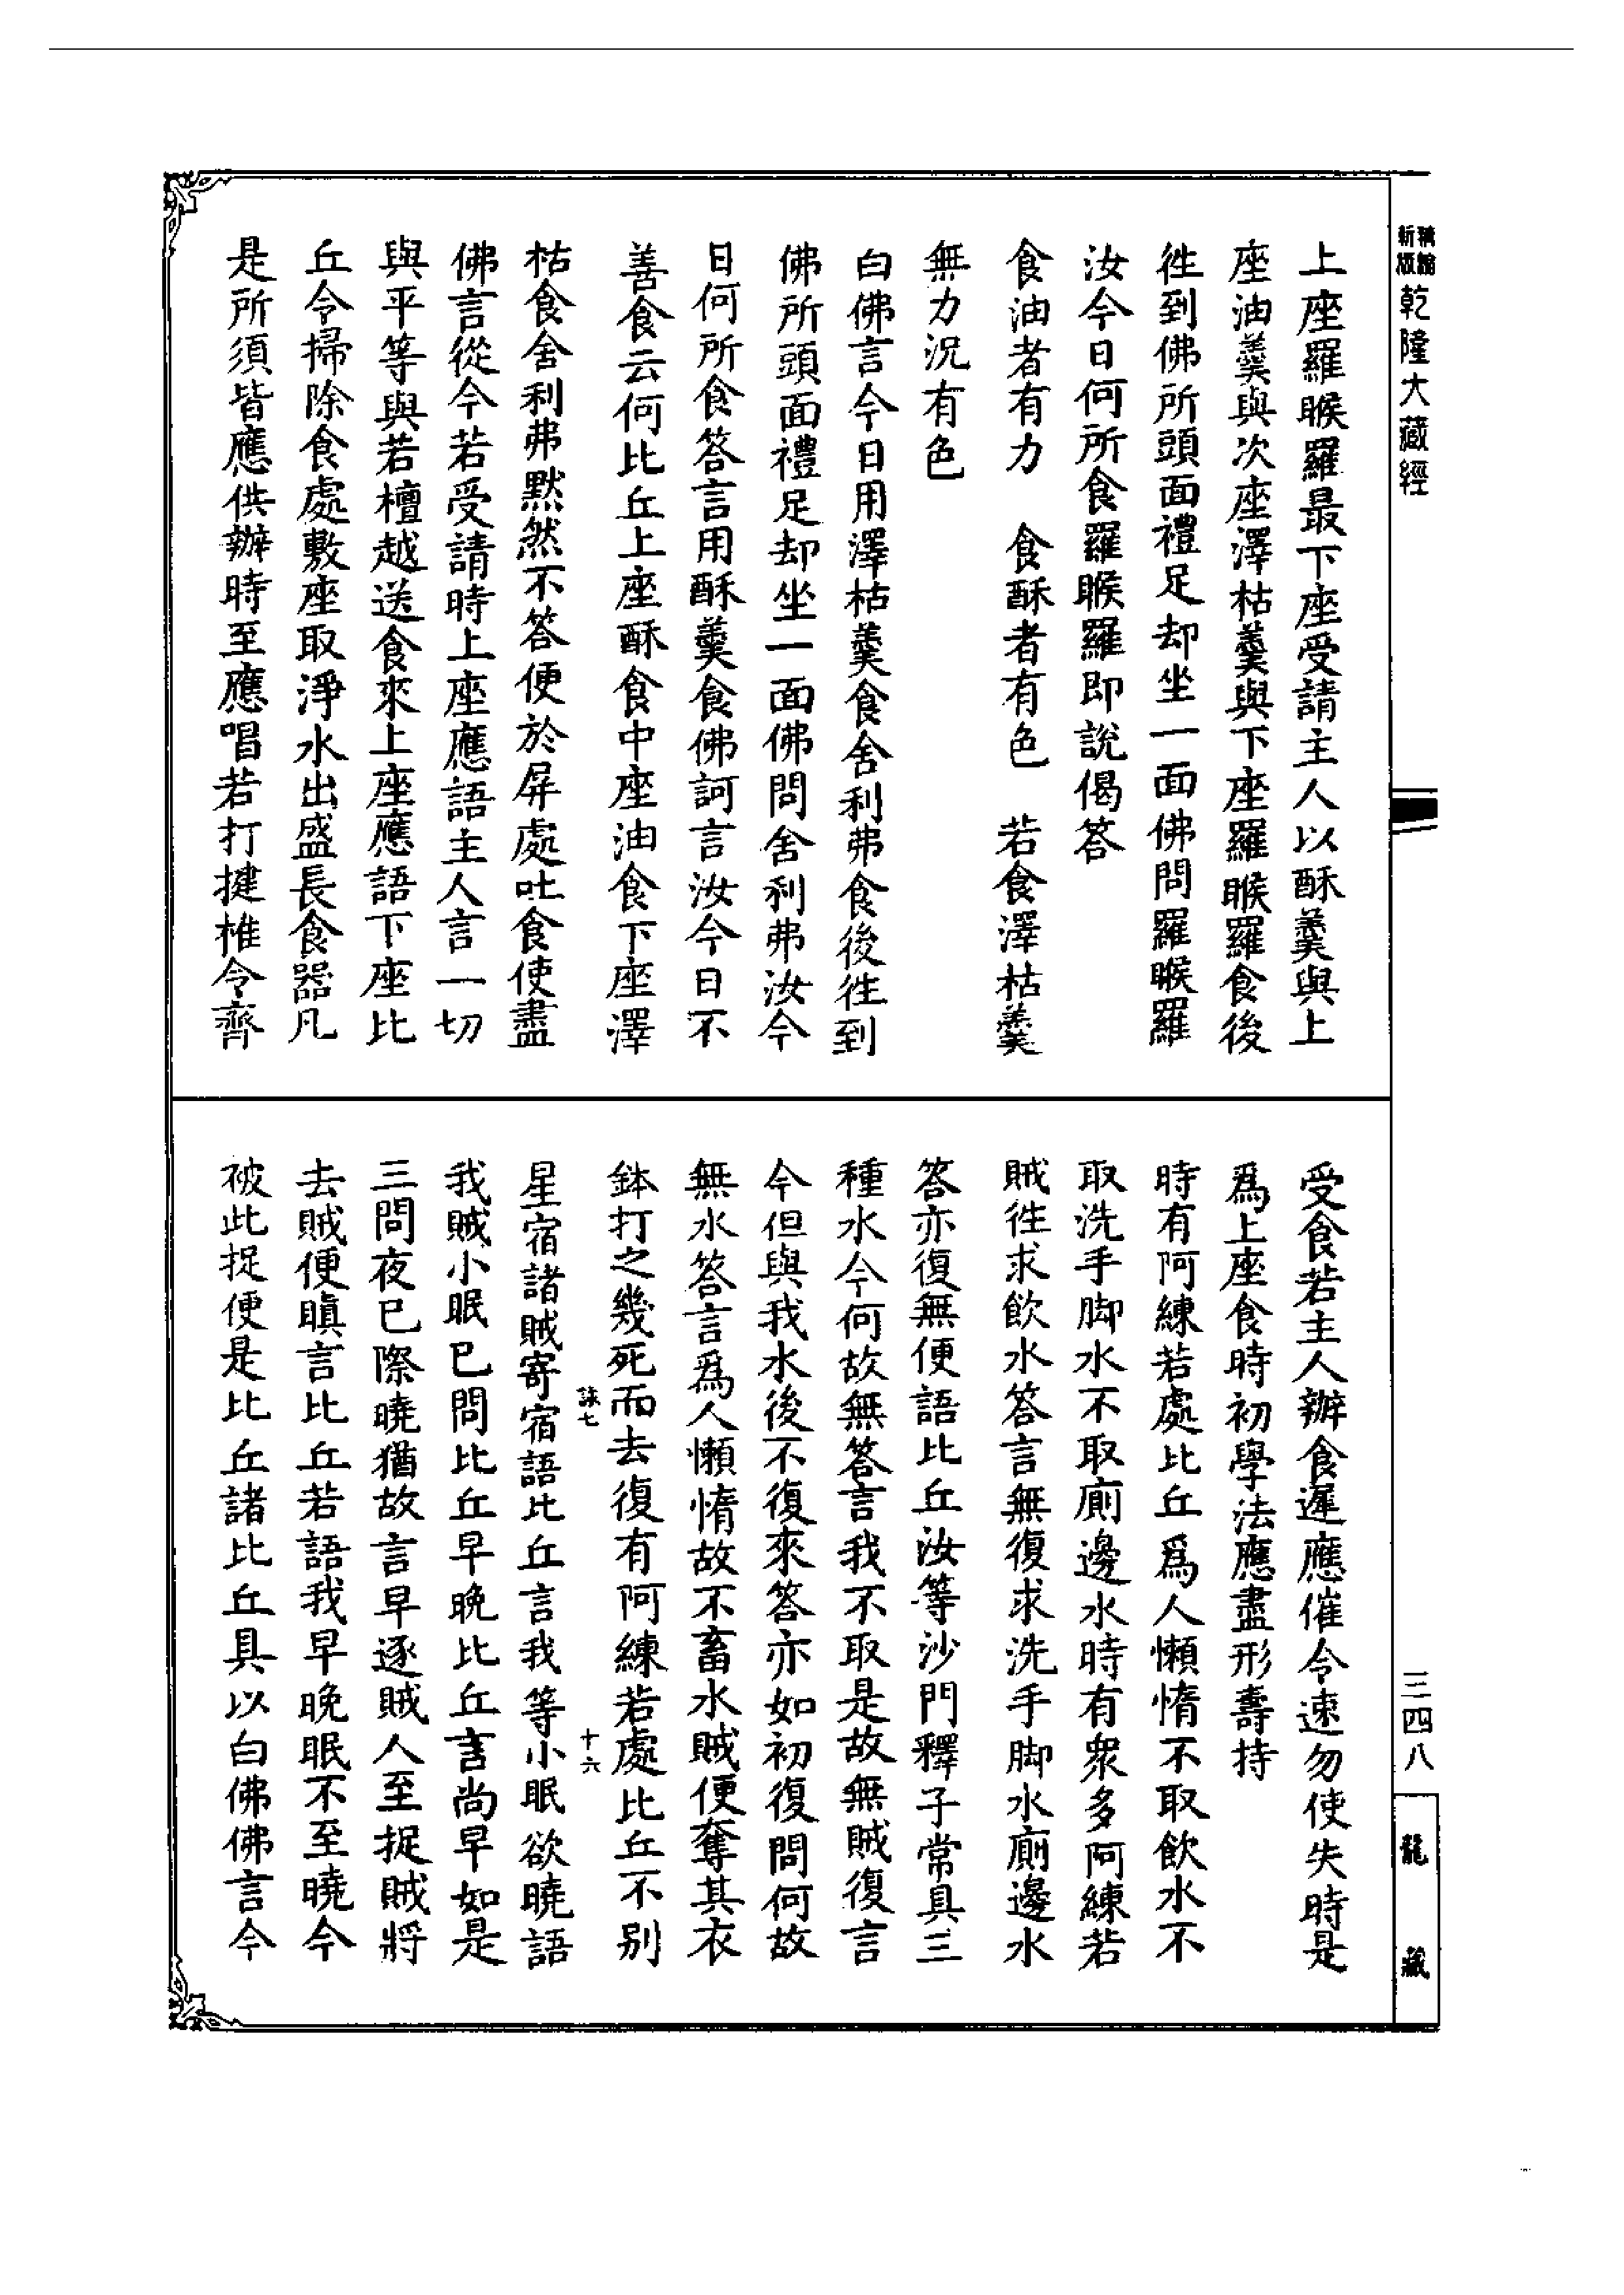 精縮
新版
乾隆大藏經
上座羅睺羅最下座受請主人以酥羹與上
座油羹與次座澤枯羹與下座羅睺羅食後
徃到佛所頭面禮足却坐一面佛問羅睺羅
汝今日何所食羅睺羅即說偈答
食油者有力　食酥者有色　若食澤枯羹
無力況有色
白佛言今日用澤枯羹食舍利弗食後徃到
佛所頭面禮足却坐一面佛問舍利弗汝今
日何所食答言用酥羹食佛訶言汝今日不
善食云何比丘上座酥食中座油食下座澤
枯食舍利弗默然不答便於屏處吐食使盡
佛言從今若受請時上座應語主人言一切
與平等與若檀越送食來上座應語下座比
丘令掃除食處敷座取淨水出盛長食器凡
是所須皆應供辦時至應唱若打揵椎令齊
受食若主人辦食遲應催令速勿使失時是
爲上座食時初學法應盡形壽持
時有阿練若處比丘爲人懶惰不取飲水不
取洗手脚水不取廁邊水時有衆多阿練若
賊徃求飲水答言無復求洗手脚水廁邊水
答亦復無便語比丘汝等沙門釋子常具三
種水今何故無答言我不取是故無賊復言
今但與我水後不復來答亦如初復問何故
無水答言爲人懶惰故不畜水賊便奪其衣
鉢打之幾死而去復有阿練若處比丘不別
詠七
十六
星宿諸賊寄宿語比丘言我等小眠欲曉語
我賊小眠巳問比丘早晚比丘言尚早如是
三問夜巳際曉猶故言早逐賊人至捉賊將
去賊便瞋言比丘若語我早晚眠不至曉今
被此捉便是比丘諸比丘具以白佛佛言今
三四八
龍藏